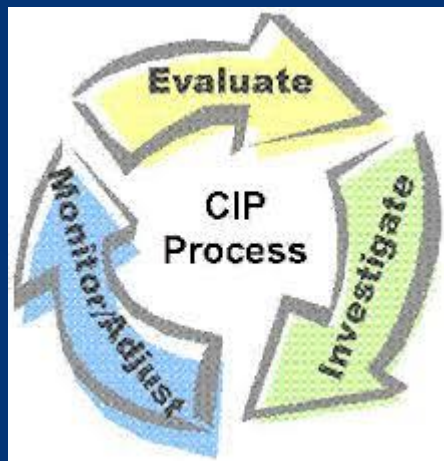 Evaluate
CIP
Process
Investigate
Monitor/Adjust